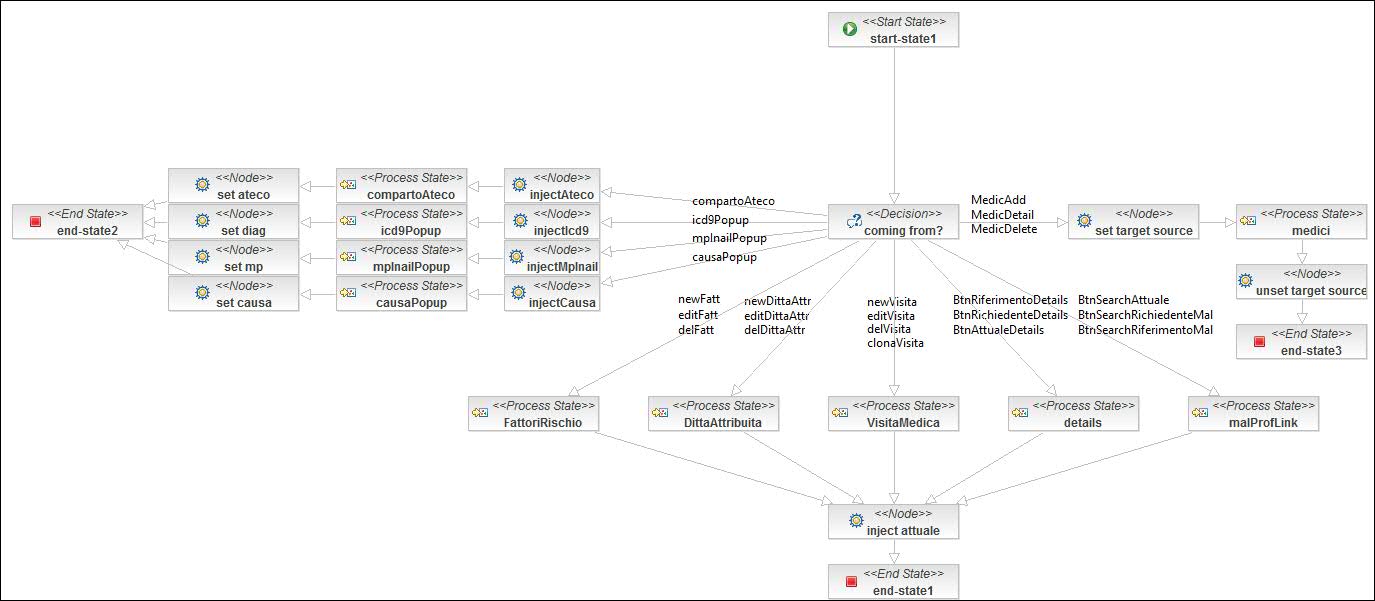 <<Start State>>
start-state1
<<Node>>
set ateco
<<Process State>>
compartoAteco
<<Node>>
injectAteco
compartoAteco
icd9Popup
mpInailPopup
causaPopup
<<End State>>
end-state2
<<Node>>
set diag
<<Process State>>
icd9Popup
<<Node>>
injectIcd9
<<Decision>>
coming from?
MedicAdd
MedicDetail
MedicDelete
<<Node>>
set target source
<<Process State>>
medici
<<Node>>
set mp
<<Process State>>
mpInailPopup
<<Node>>
injectMpInail
<<Node>>
unset target source
<<Node>>
set causa
<<Process State>>
causaPopup
<<Node>>
injectCausa
<<End State>>
end-state3
newFatt
editFatt
delFatt
newDittaAttr
editDittaAttr
delDittaAttr
newVisita
editVisita
delVisita
clonaVisita
BtnRiferimentoDetails
BtnRichiedenteDetails
BtnAttualeDetails
BtnSearchAttuale
BtnSearchRichiedenteMal
BtnSearchRiferimentoMal
<<Process State>>
FattoriRischio
<<Process State>>
DittaAttribuita
<<Process State>>
VisitaMedica
<<Process State>>
details
<<Process State>>
malProfLink
<<Node>>
inject attuale
<<End State>>
end-state1